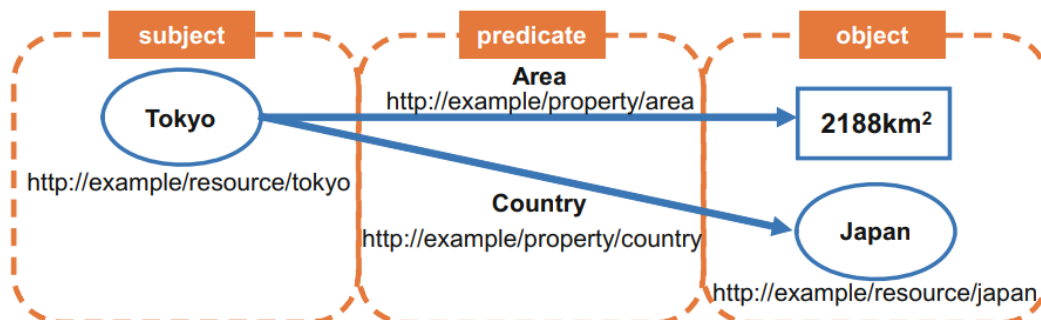 subject
predicate
object
Area
http://example/property/area
Tokyo
2188km²
http://example/resource/tokyo
Country
http://example/property/country
Japan
http://example/resource/japan